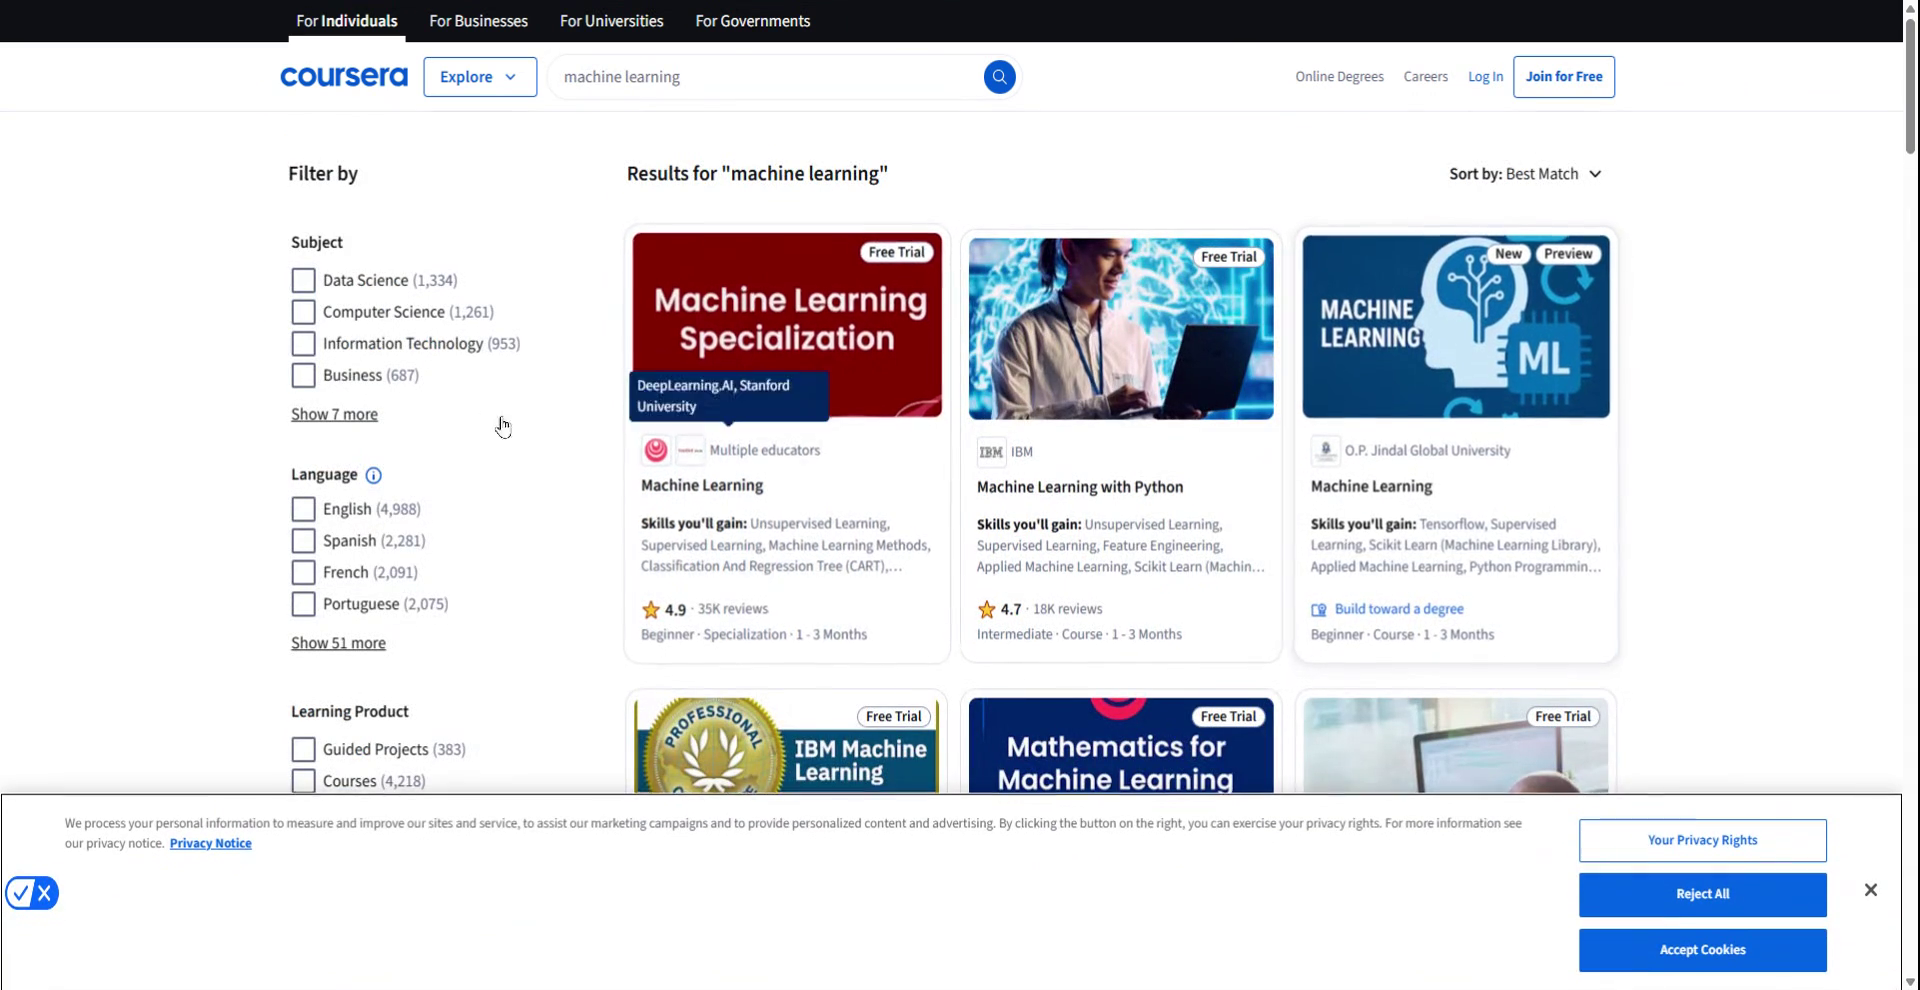 For Individuals
For Businesses
For Universities
For Governments
coursera
Explore
machine learning
Online Degrees
Careers
Log In
Join for Free
Filter by
Results for "machine learning"
Sort by: Best Match
Subject
Data Science (1,334)
Computer Science (1,261)
Information Technology (953)
Business (687)
Show 7 more
Language
English (4,988)
Spanish (2,281)
French (2,091)
Portuguese (2,075)
Show 51 more
Learning Product
Guided Projects (383)
Courses (4,218)
Free Trial
Machine Learning
Specialization
DeepLearning.AI, Stanford
University
Multiple educators
Machine Learning
Skills you'll gain: Unsupervised Learning,
Supervised Learning, Machine Learning Methods,
Classification And Regression Tree (CART),...
4.9 · 35K reviews
Beginner · Specialization · 1 - 3 Months
Free Trial
IBM
IBM
Machine Learning with Python
Skills you'll gain: Unsupervised Learning,
Supervised Learning, Feature Engineering,
Applied Machine Learning, Scikit Learn (Machin...
4.7 · 18K reviews
Intermediate · Course · 1 - 3 Months
New
Preview
MACHINE
LEARNING
ML
O.P. Jindal Global University
Machine Learning
Skills you'll gain: Tensorflow, Supervised
Learning, Scikit Learn (Machine Learning Library),
Applied Machine Learning, Python Programmin...
Build toward a degree
Beginner · Course · 1 - 3 Months
Free Trial
PROFESSIONAL
IBM Machine
Learning
Free Trial
Mathematics for
Machine Learning
Free Trial
We process your personal information to measure and improve our sites and service, to assist our marketing campaigns and to provide personalized content and advertising. By clicking the button on the right, you can exercise your privacy rights. For more information see
our privacy notice. Privacy Notice
Your Privacy Rights
Reject All
Accept Cookies